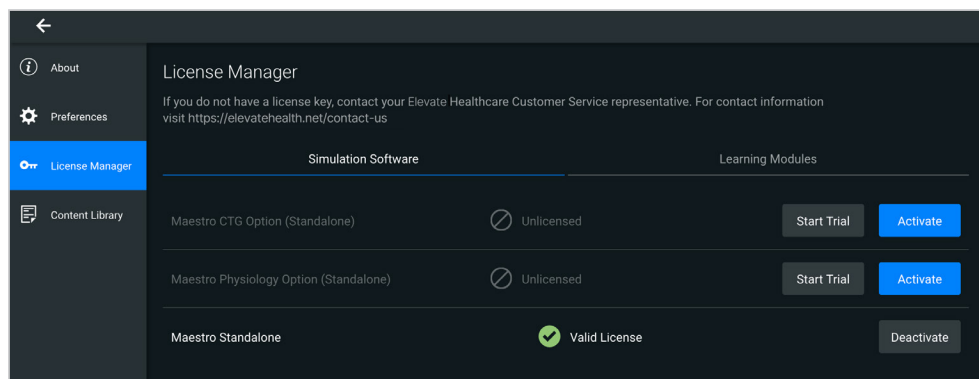 About
Preferences
License Manager
Content Library
License Manager
If you do not have a license key, contact your Elevate Healthcare Customer Service representative. For contact information
visit https://elevatehealth.net/contact-us
Simulation Software
Learning Modules
Maestro CTG Option (Standalone)
Unlicensed
Start Trial
Activate
Maestro Physiology Option (Standalone)
Unlicensed
Start Trial
Activate
Maestro Standalone
Valid License
Deactivate